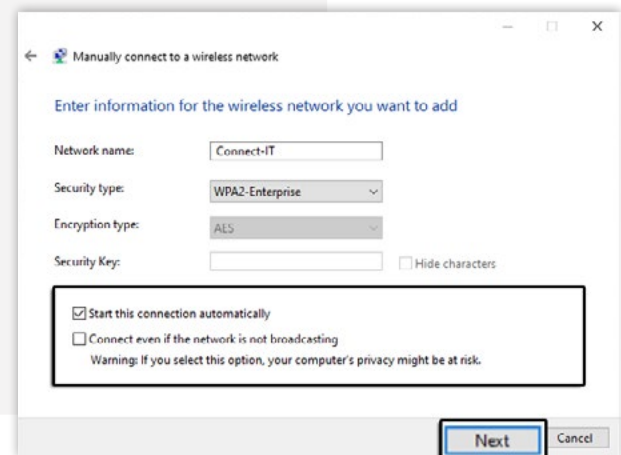 Manually connect to a wireless network
Enter information for the wireless network you want to add
Network name: Connect-IT
Security type: WPA2-Enterprise
Encryption type: AES
Security Key: Hide characters
Start this connection automatically
Connect even if the network is not broadcasting
Warning: If you select this option, your computer's privacy might be at risk.
Next Cancel